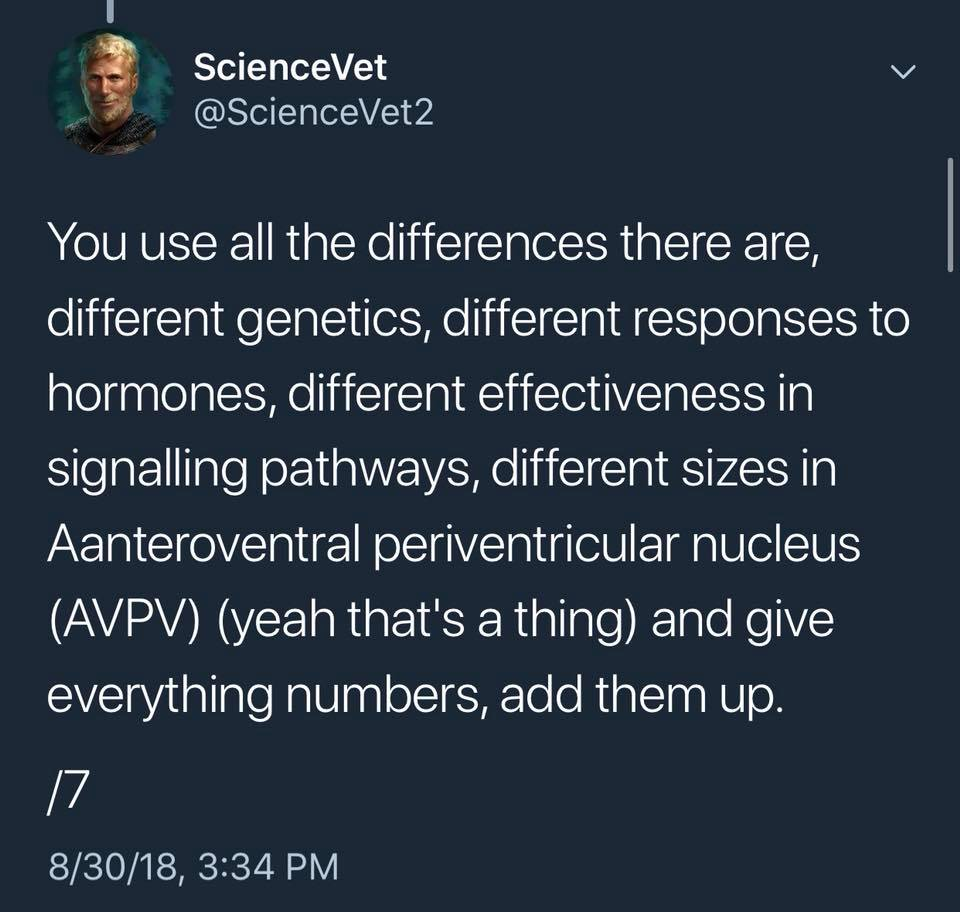 ScienceVet
@ScienceVet2
You use all the differences there are,
different genetics, different responses to
hormones, different effectiveness in
signalling pathways, different sizes in
Aanteroventral periventricular nucleus
(AVPV) (yeah that's a thing) and give
everything numbers, add them up.
/7
8/30/18, 3:34 PM